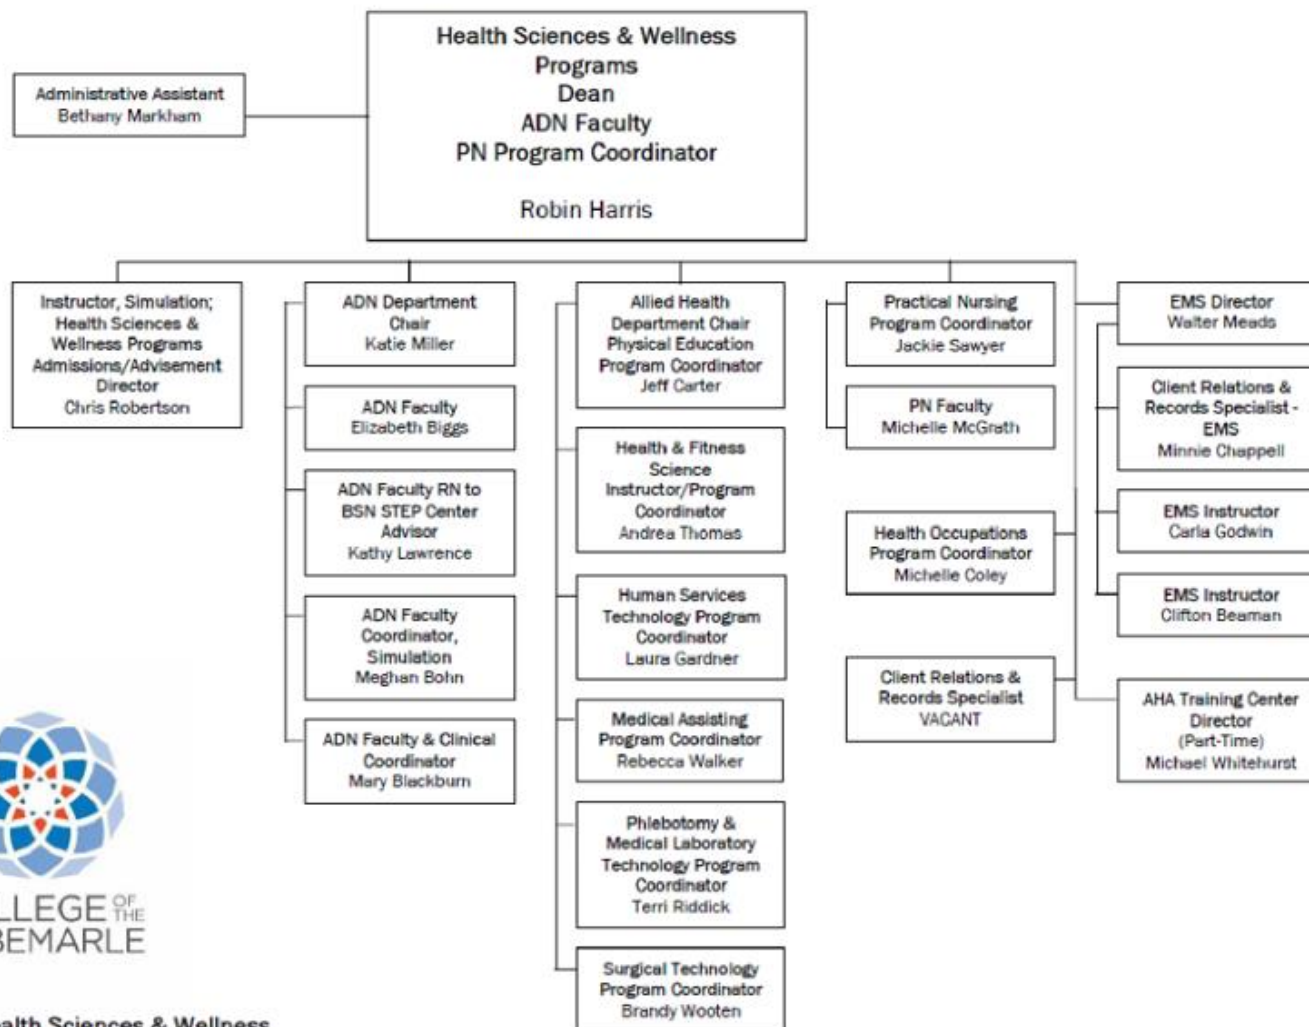 Health Sciences & Wellness
Programs
Dean
ADN Faculty
PN Program Coordinator
Robin Harris
Administrative Assistant
Bethany Markham
Instructor, Simulation;
Health Sciences &
Wellness Programs
Admissions/Advisement
Director
Chris Robertson
ADN Department
Chair
Katie Miller
ADN Faculty
Elizabeth Biggs
ADN Faculty RN to
BSN STEP Center
Advisor
Kathy Lawrence
ADN Faculty
Coordinator,
Simulation
Meghan Bohn
ADN Faculty & Clinical
Coordinator
Mary Blackburn
Allied Health
Department Chair
Physical Education
Program Coordinator
Jeff Carter
Health & Fitness
Science
Instructor/Program
Coordinator
Andrea Thomas
Human Services
Technology Program
Coordinator
Laura Gardner
Medical Assisting
Program Coordinator
Rebecca Walker
Phlebotomy &
Medical Laboratory
Technology Program
Coordinator
Terri Riddick
Surgical Technology
Program Coordinator
Brandy Wooten
Practical Nursing
Program Coordinator
Jackie Sawyer
PN Faculty
Michelle McGrath
Health Occupations
Program Coordinator
Michelle Coley
Client Relations &
Records Specialist
VACANT
EMS Director
Walter Meads
Client Relations &
Records Specialist -
EMS
Minnie Chappell
EMS Instructor
Carla Godwin
EMS Instructor
Clifton Beaman
AHA Training Center
Director
(Part-Time)
Michael Whitehurst
LLEGE OF THE
BEMARLE
alth Sciences & Wellness